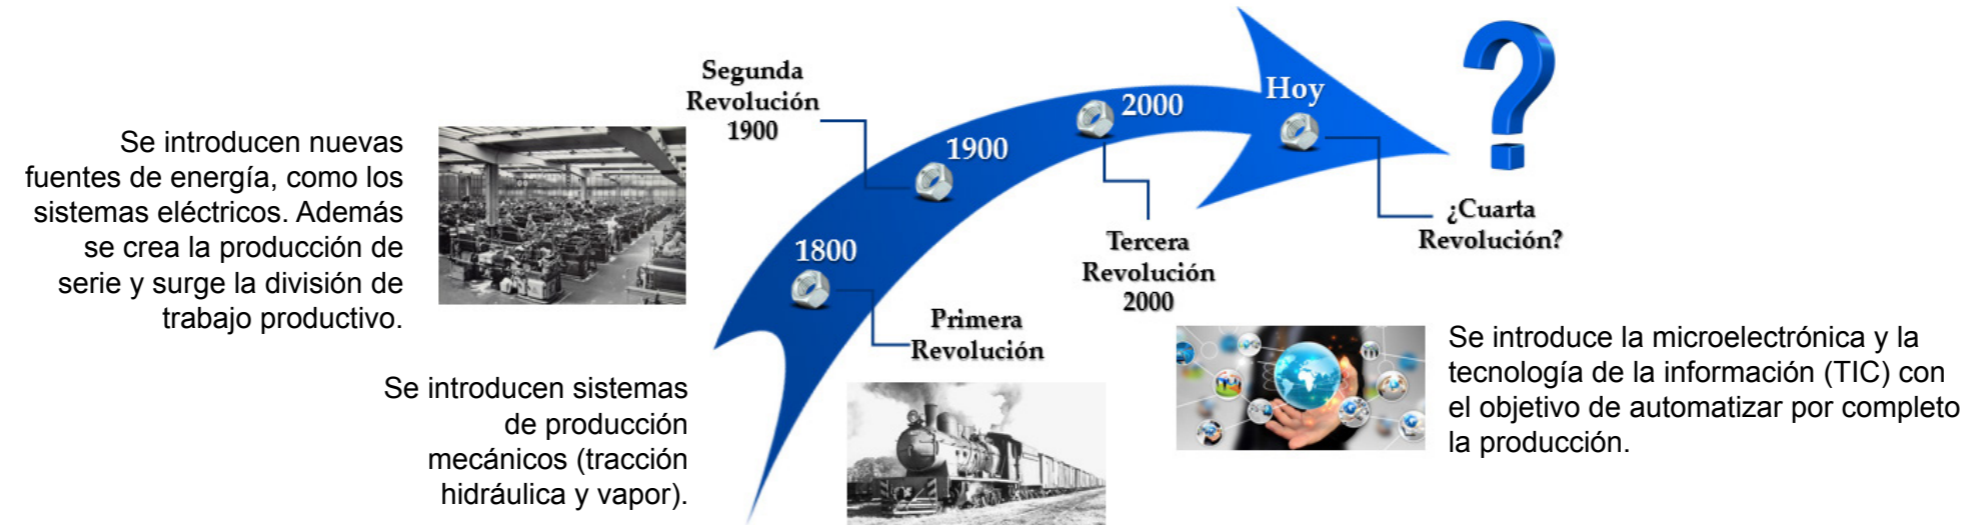 Segunda
Revolución
1900
Se introducen nuevas
fuentes de energía, como los
sistemas eléctricos. Además
se crea la producción de
serie y surge la división de
trabajo productivo.
1800
1900
2000
Hoy
Primera
Revolución
Se introducen sistemas
de producción
mecánicos (tracción
hidráulica y vapor).
Tercera
Revolución
2000
¿Cuarta
Revolución?
?
Se introduce la microelectrónica y la
tecnología de la información (TIC) con
el objetivo de automatizar por completo
la producción.